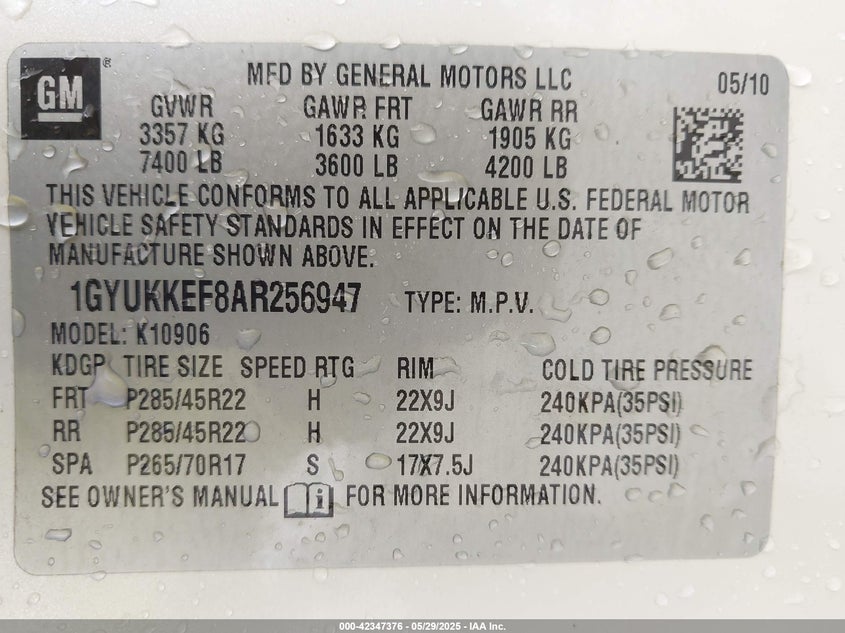 GM ®
MFD BY GENERAL MOTORS LLC 05/10
GVWR GAWR FRT GAWR RR
3357 KG 1633 KG 1905 KG
7400 LB 3600 LB 4200 LB
THIS VEHICLE CONFORMS TO ALL APPLICABLE U.S. FEDERAL MOTOR
VEHICLE SAFETY STANDARDS IN EFFECT ON THE DATE OF
MANUFACTURE SHOWN ABOVE.
1GYUKKEF8AR256947 TYPE: M.P.V.
MODEL: K10906
KDGP TIRE SIZE SPEED RTG RIM COLD TIRE PRESSURE
FRT P285/45R22 H 22X9J 240KPA(35PSI)
RR P285/45R22 H 22X9J 240KPA(35PSI)
SPA P265/70R17 S 17X7.5J 240KPA(35PSI)
SEE OWNER'S MANUAL FOR MORE INFORMATION.
000-42347376 - 05/29/2025 - IAA Inc.